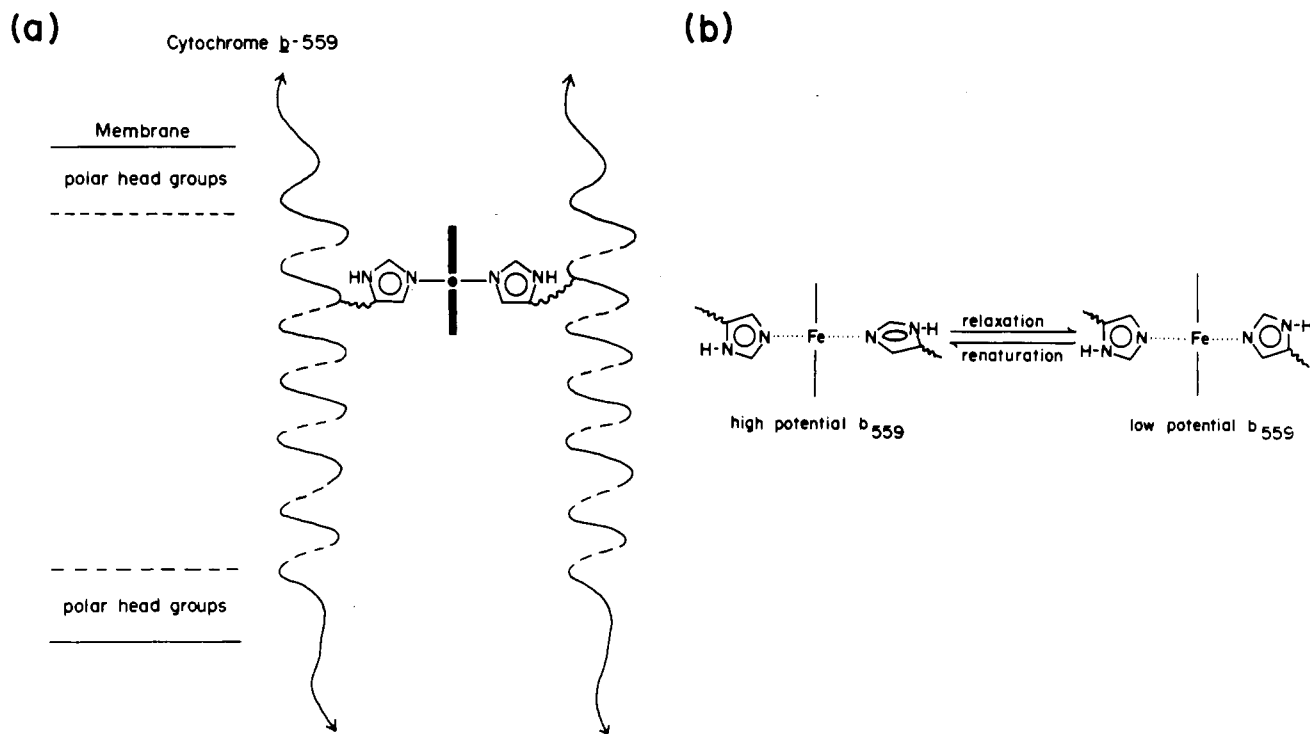 (a)
Cytochrome b-559
Membrane
polar head groups
HN N N NH
polar head groups
(b)
H-N N Fe N N-H
relaxation
renaturation
H-N N Fe N N-H
high potential b559
low potential b559